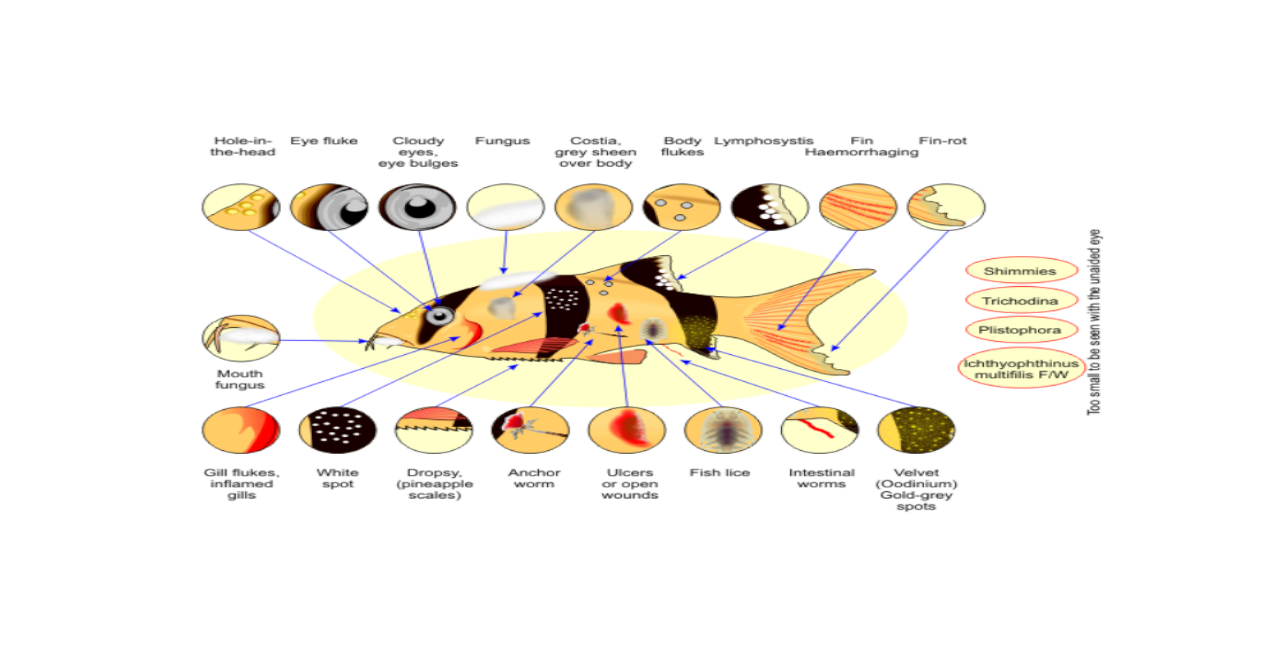 Hole-in-
the-head
Eye fluke
Cloudy
eyes,
eye bulges
Fungus
Costia,
grey sheen
over body
Body
flukes
Lymphosystis
Fin
Haemorrhaging
Fin-rot
Shimmies
Trichodina
Plistophora
Ichthyophthinus
multifilis F/W
Too small to be seen with the unaided eye
Mouth
fungus
Gill flukes,
inflamed
gills
White
spot
Dropsy,
(pineapple
scales)
Anchor
worm
Ulcers
or open
wounds
Fish lice
Intestinal
worms
Velvet
(Oodinium)
Gold-grey
spots